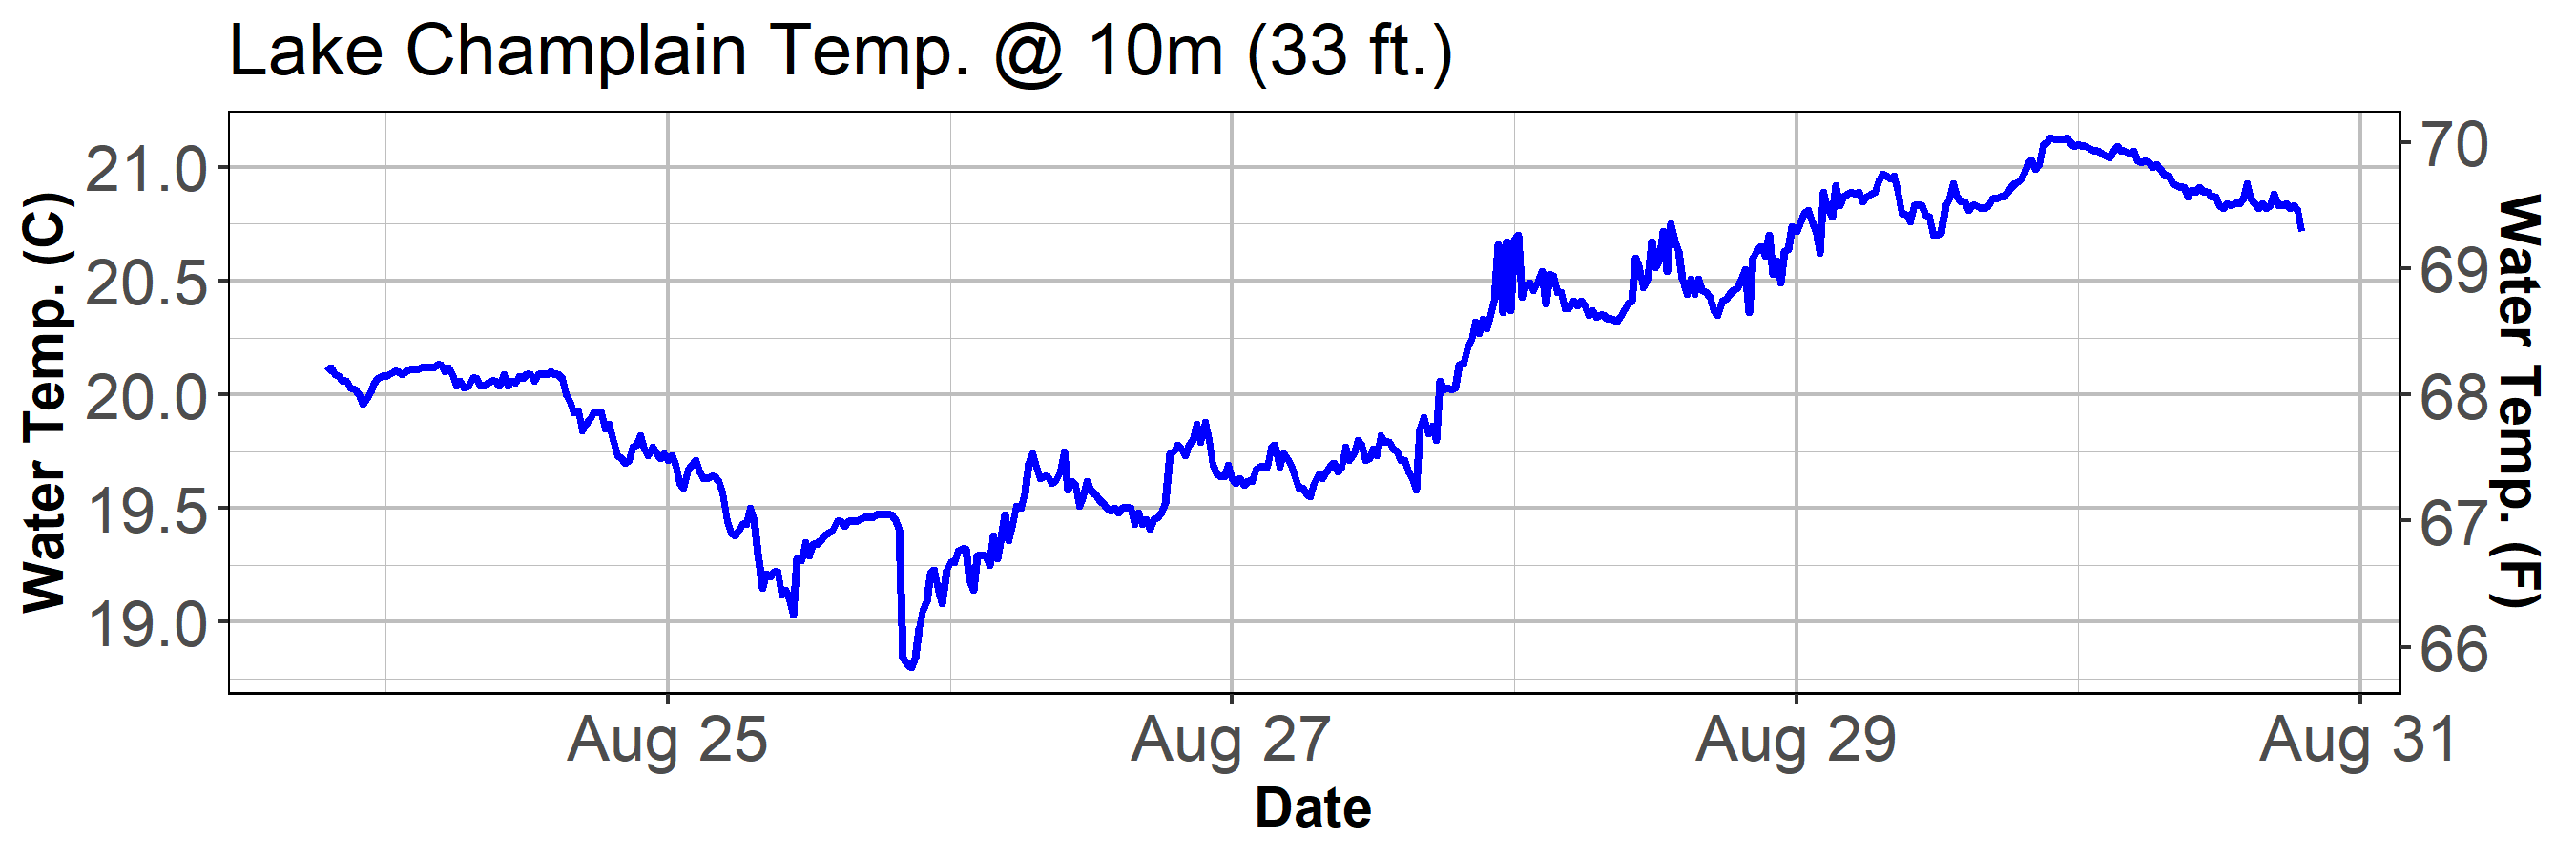 Lake Champlain Temp. @ 10m (33 ft.)
Water Temp. (C)
21.0
20.5
20.0
19.5
19.0
70
69
68
67
66
Water Temp. (F)
Aug 25
Aug 27
Aug 29
Aug 31
Date